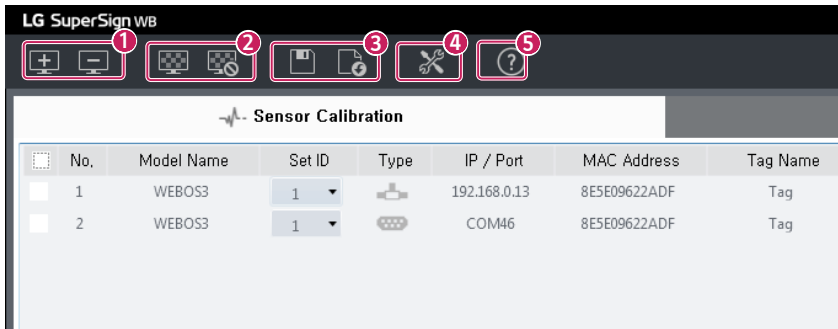 LG SuperSign WB
1 2 3 4 5
?
Sensor Calibration
No. Model Name Set ID Type IP / Port MAC Address Tag Name
1 WEBOS3 1 192.168.0.13 8E5E09622ADF Tag
2 WEBOS3 1 COM46 8E5E09622ADF Tag